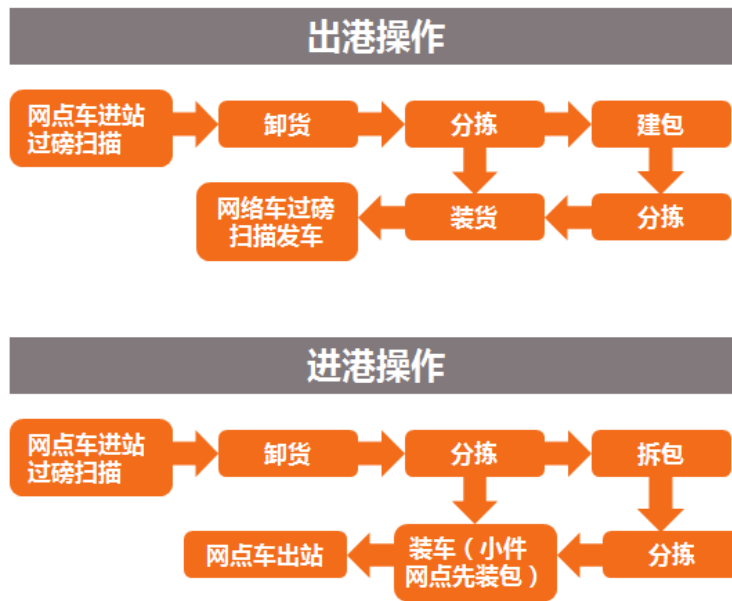 出港操作
网点车进站
过磅扫描
卸货
分拣
建包
网络车过磅
扫描发车
装货
分拣
进港操作
网点车进站
过磅扫描
卸货
分拣
拆包
网点车出站
装车（小件
网点先装包）
分拣